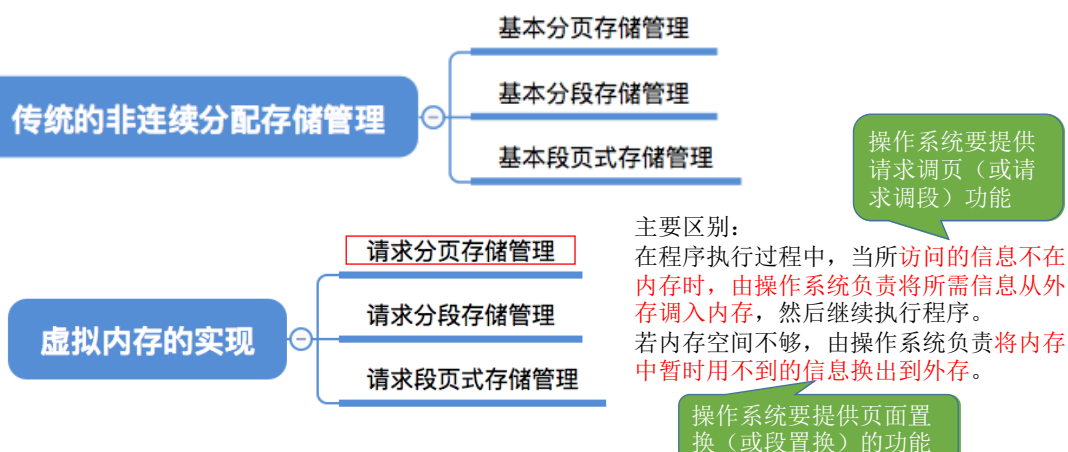 基本分页存储管理
基本分段存储管理
基本段页式存储管理
传统的非连续分配存储管理
操作系统要提供
请求调页（或请
求调段）功能
请求分页存储管理
请求分段存储管理
请求段页式存储管理
虚拟内存的实现
主要区别：
在程序执行过程中，当所访问的信息不在
内存时，由操作系统负责将所需信息从外
存调入内存，然后继续执行程序。
若内存空间不够，由操作系统负责将内存
中暂时用不到的信息换出到外存。
操作系统要提供页面置
换（或段置换）的功能